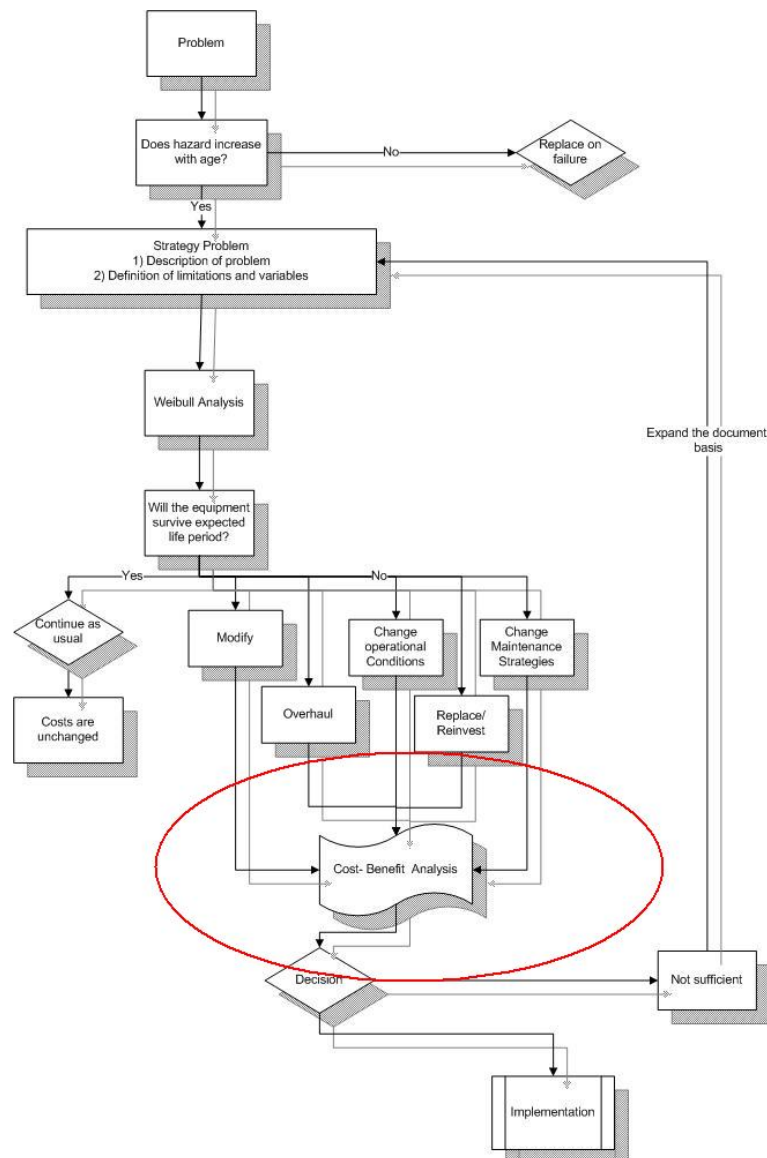 Problem
Does hazard increase
with age?
No
Replace on
failure
Yes
Strategy Problem
1) Description of problem
2) Definition of limitations and variables
Weibull Analysis
Expand the document
basis
Will the equipment
survive expected
life period?
Yes
No
Continue as
usual
Modify
Change
operational
Conditions
Change
Maintenance
Strategies
Costs are
unchanged
Overhaul
Replace/
Reinvest
Cost- Benefit Analysis
Decision
Not sufficient
Implementation